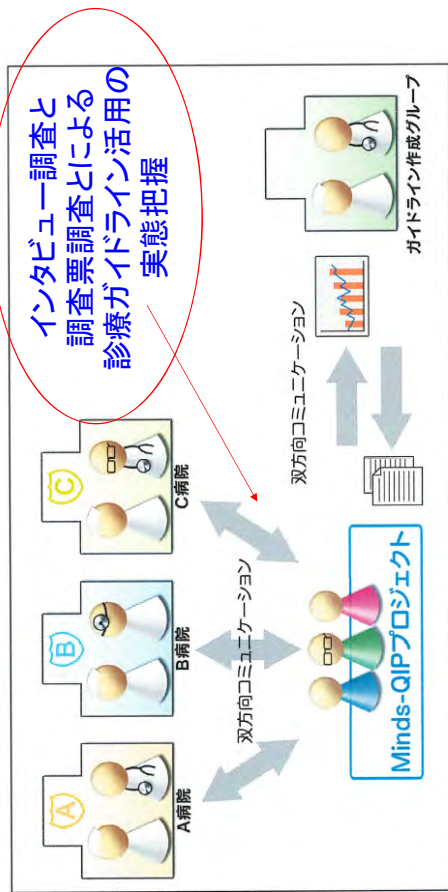 インタビュー調査と
調査票調査とによる
診療ガイドライン活用の
実態把握
A
A病院
B
B病院
C
C病院
双方向コミュニケーション
Minds-QIPプロジェクト
双方向コミュニケーション
ガイドライン作成グループ